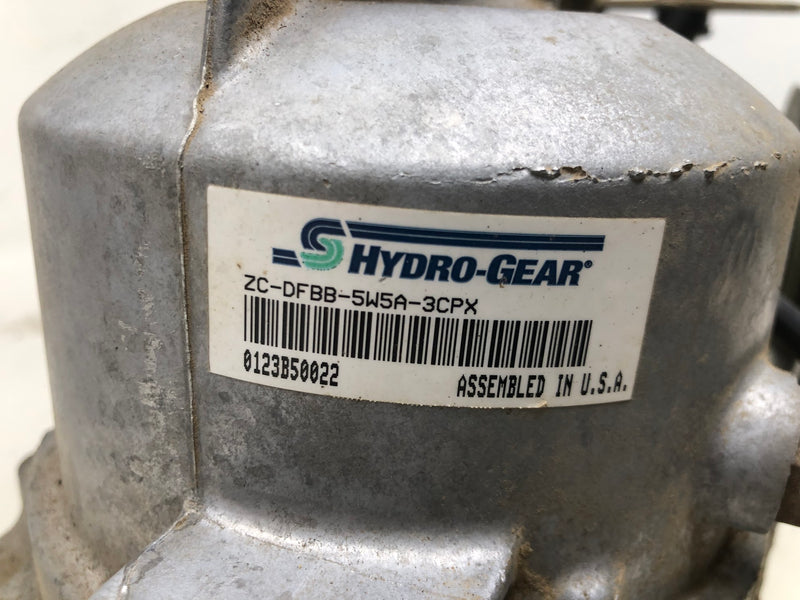 HYDRO-GEAR®
ZC-DFBB-5W5A-3CPX
0123B50022 ASSEMBLED IN U.S.A.